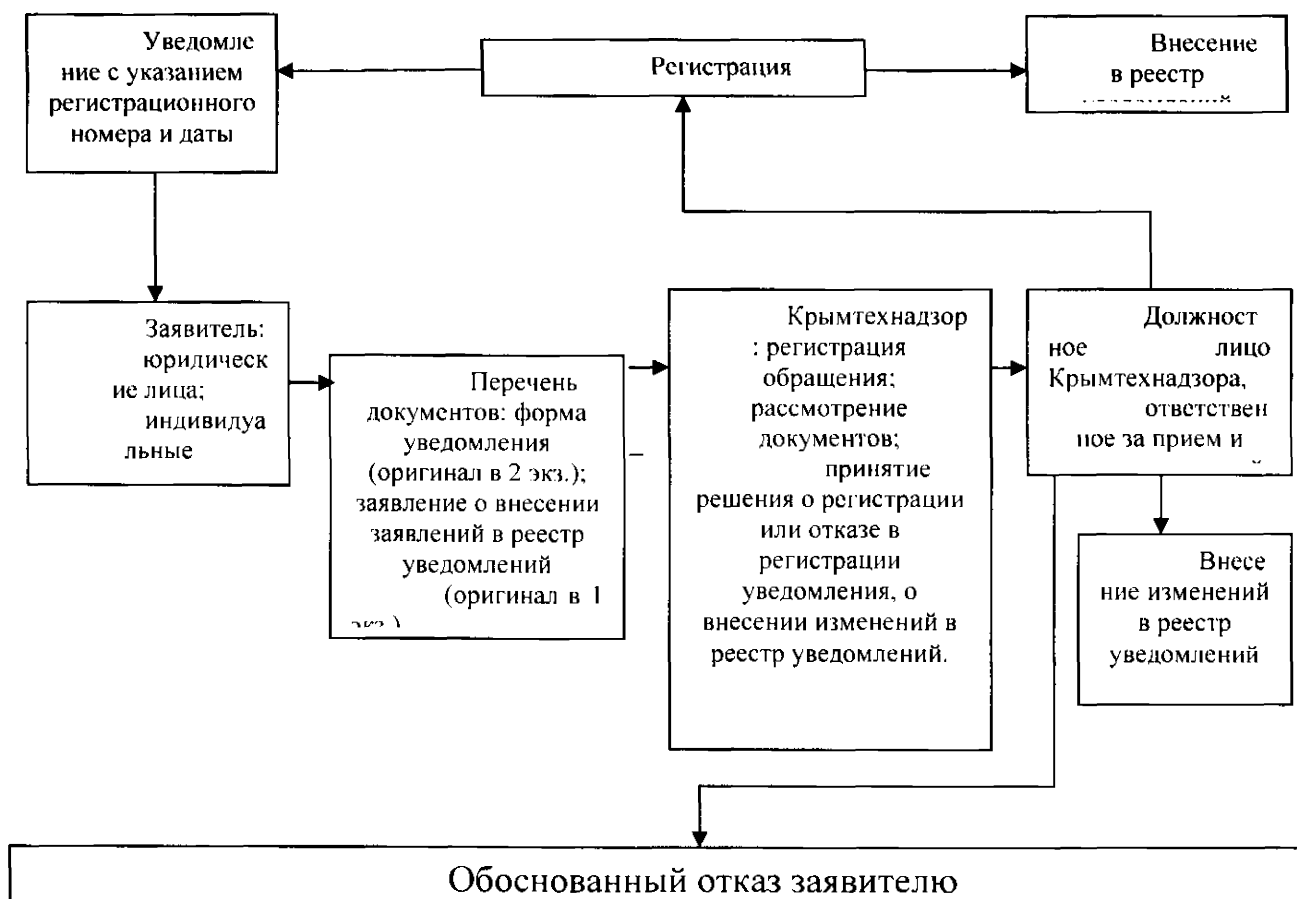 Уведомле
ние с указанием
регистрационного
номера и даты
Регистрация
Внесение
в реестр
Заявитель:
юридическ
ие лица;
индивидуа
льные
Перечень
документов: форма
уведомления
(оригинал в 2 экз.);
заявление о внесении
заявлений в реестр
уведомлений
(оригинал в 1
экз.)
Крымтехнадзор
: регистрация
обращения;
рассмотрение
документов;
принятие
решения о регистрации
или отказе в
регистрации
уведомления, о
внесении изменений в
реестр уведомлений.
Должност
ное лицо
Крымтехнадзора,
ответствен
ное за прием и
Внесе
ние изменений
в реестр
уведомлений
Обоснованный отказ заявителю